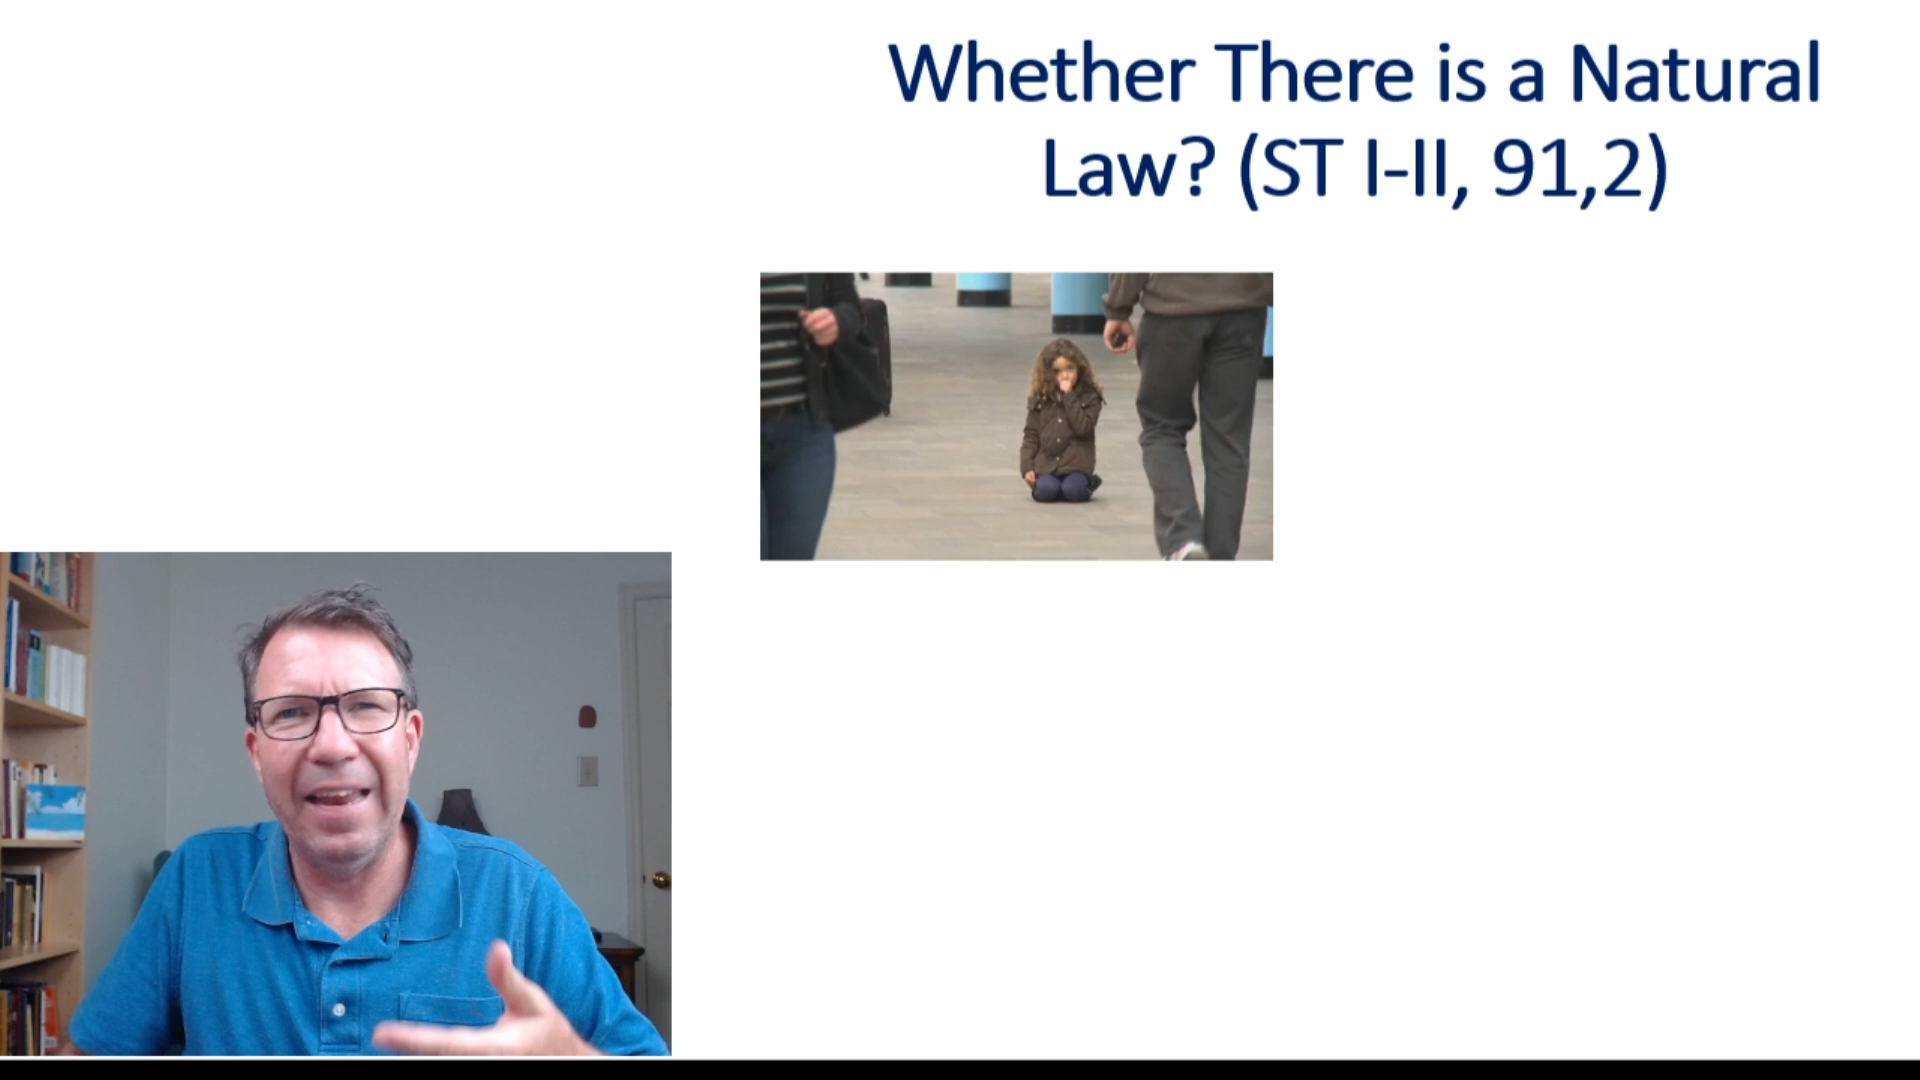 Whether There is a Natural
Law? (ST I-II, 91,2)